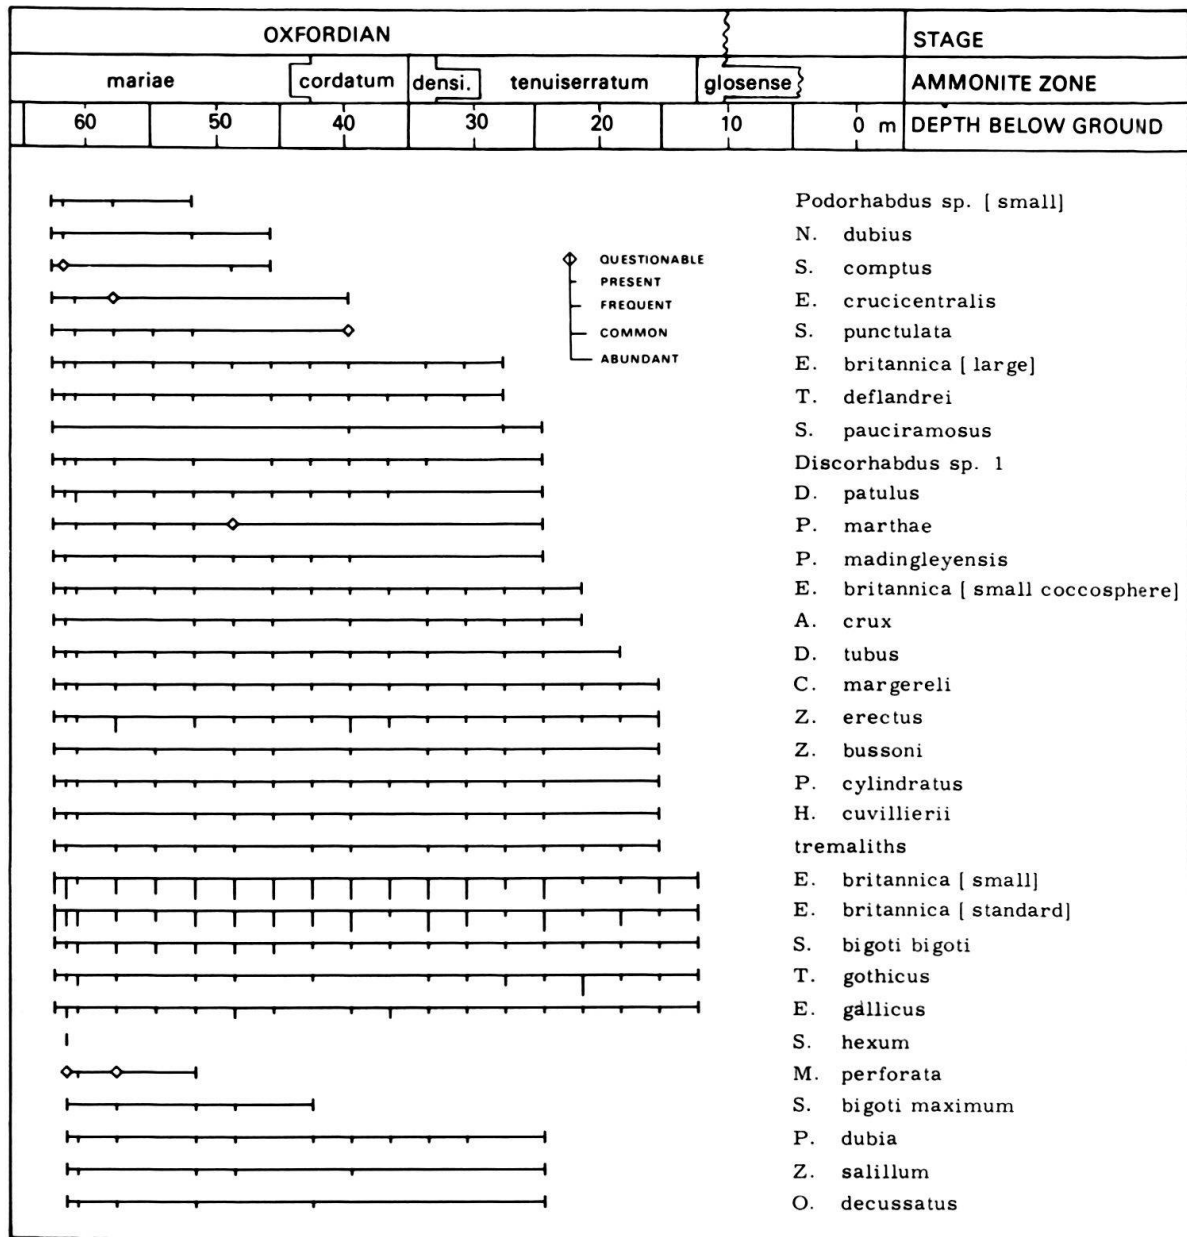 OXFORDIAN STAGE
mariae cordatum densi. tenuiserratum glosense AMMONITE ZONE
60 50 40 30 20 10 0 m DEPTH BELOW GROUND
Podorhabdus sp. [ small]
N. dubius
S. comptus
E. crucicentralis
S. punctulata
E. britannica [ large]
T. deflandrei
S. pauciramosus
Discorhabdus sp. 1
D. patulus
P. marthae
P. madingleyensis
E. britannica [ small coccosphere]
A. crux
D. tubus
C. margereli
Z. erectus
Z. bussoni
P. cylindratus
H. cuvillierii
tremaliths
E. britannica [ small]
E. britannica [ standard]
S. bigoti bigoti
T. gothicus
E. gallicus
S. hexum
M. perforata
S. bigoti maximum
P. dubia
Z. salillum
O. decussatus
QUESTIONABLE
PRESENT
FREQUENT
COMMON
ABUNDANT